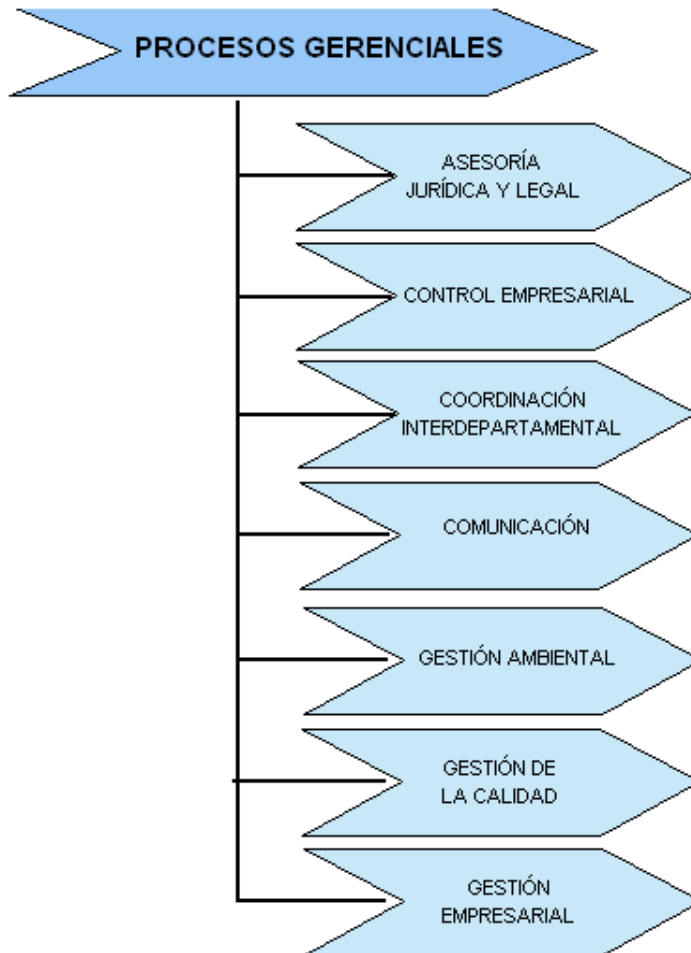 PROCESOS GERENCIALES
ASESORÍA
JURÍDICA Y LEGAL
CONTROL EMPRESARIAL
COORDINACIÓN
INTERDEPARTAMENTAL
COMUNICACIÓN
GESTIÓN AMBIENTAL
GESTIÓN DE
LA CALIDAD
GESTIÓN
EMPRESARIAL